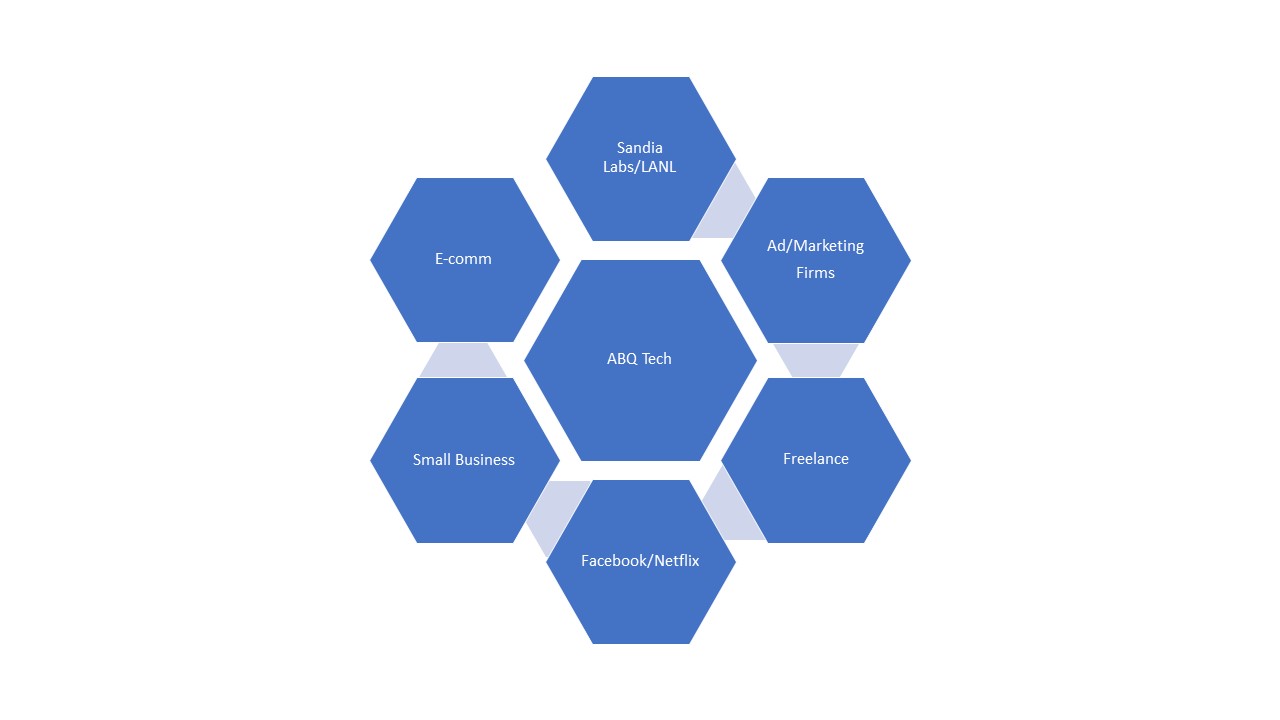 Sandia
Labs/LANL
Ad/Marketing
Firms
E-comm
ABQ Tech
Small Business
Freelance
Facebook/Netflix